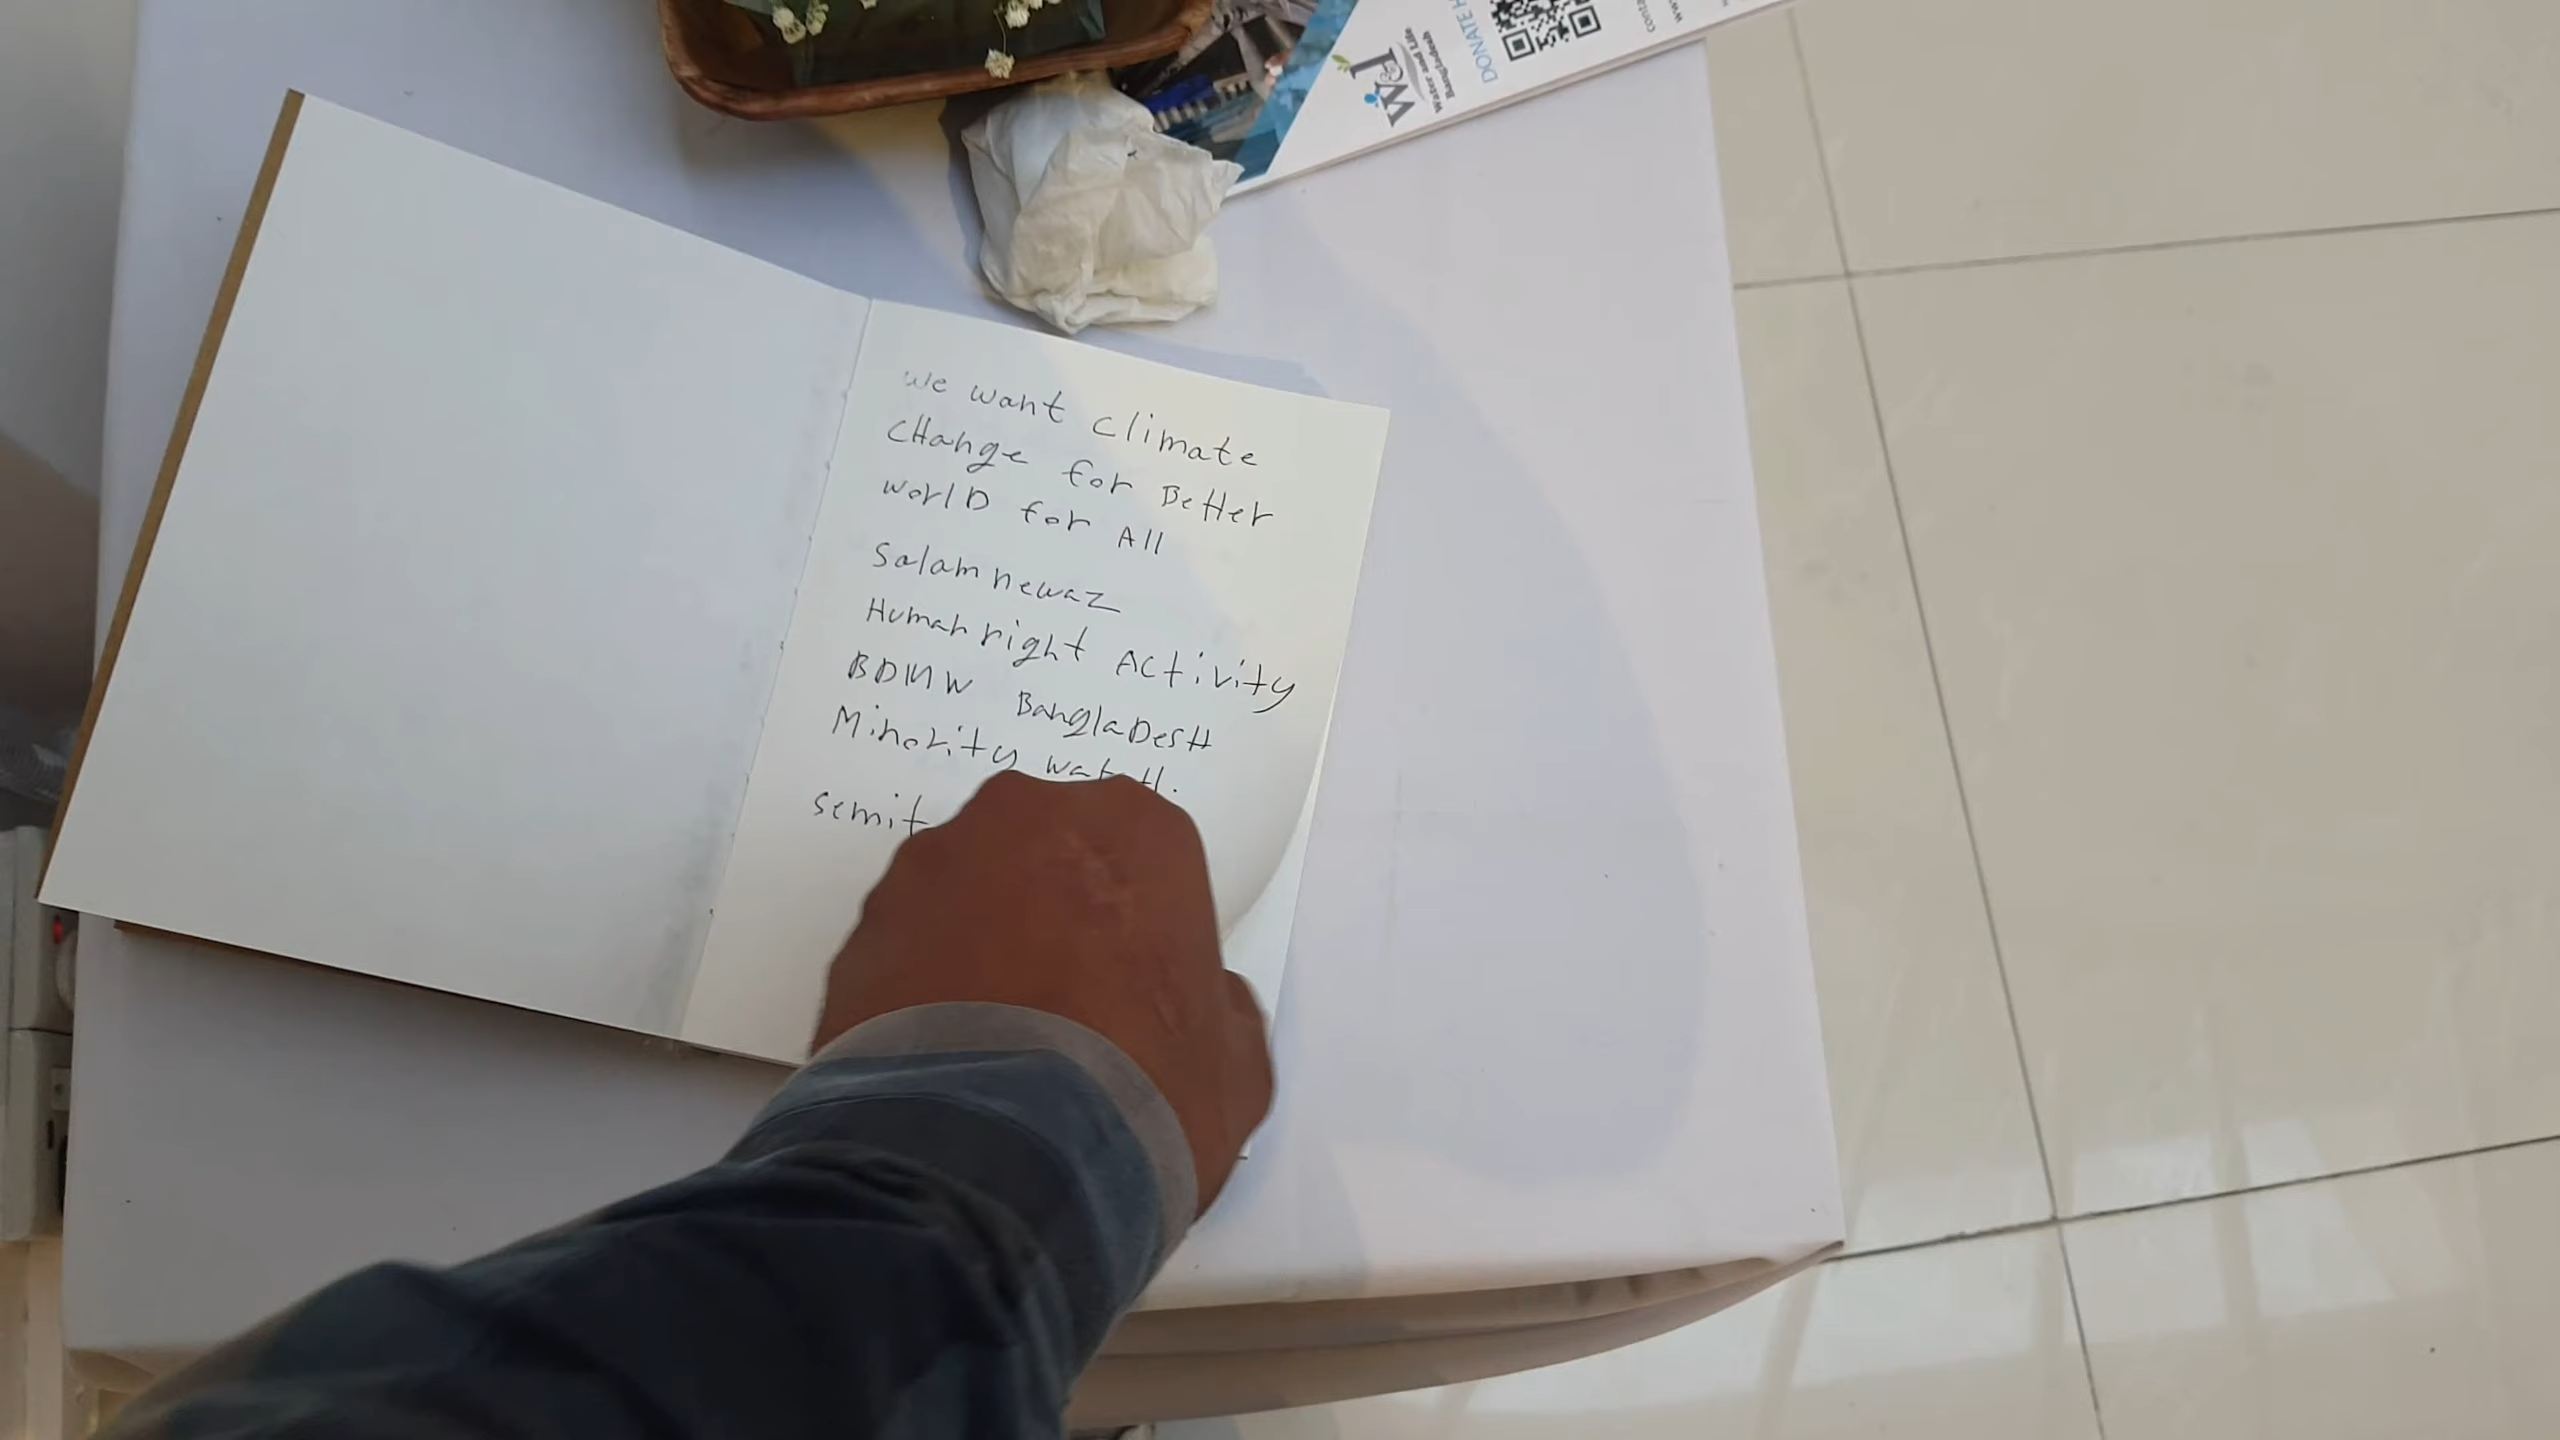 we want climate
CHange for BetHer
worlD for All
Salam newaz
Human right Activity
BDMW BanglaDesH
Minority
semit
DONATE
Water and Life
Bangladesh